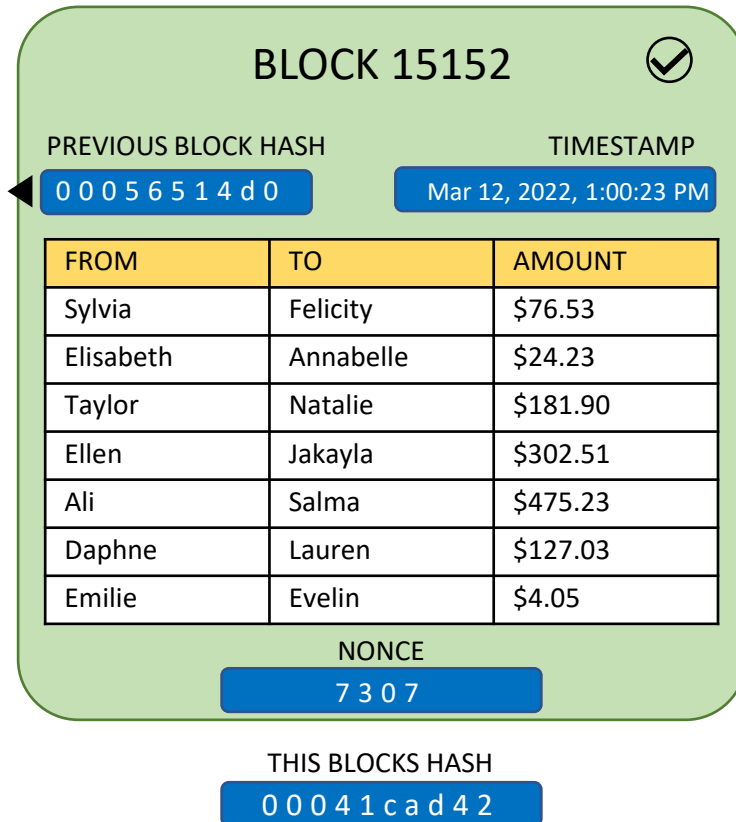 BLOCK 15152
PREVIOUS BLOCK HASH TIMESTAMP
0 0 0 5 6 5 1 4 d 0 Mar 12, 2022, 1:00:23 PM
FROM TO AMOUNT
Sylvia Felicity $76.53
Elisabeth Annabelle $24.23
Taylor Natalie $181.90
Ellen Jakayla $302.51
Ali Salma $475.23
Daphne Lauren $127.03
Emilie Evelin $4.05
NONCE
7 3 0 7
THIS BLOCKS HASH
0 0 0 4 1 c a d 4 2